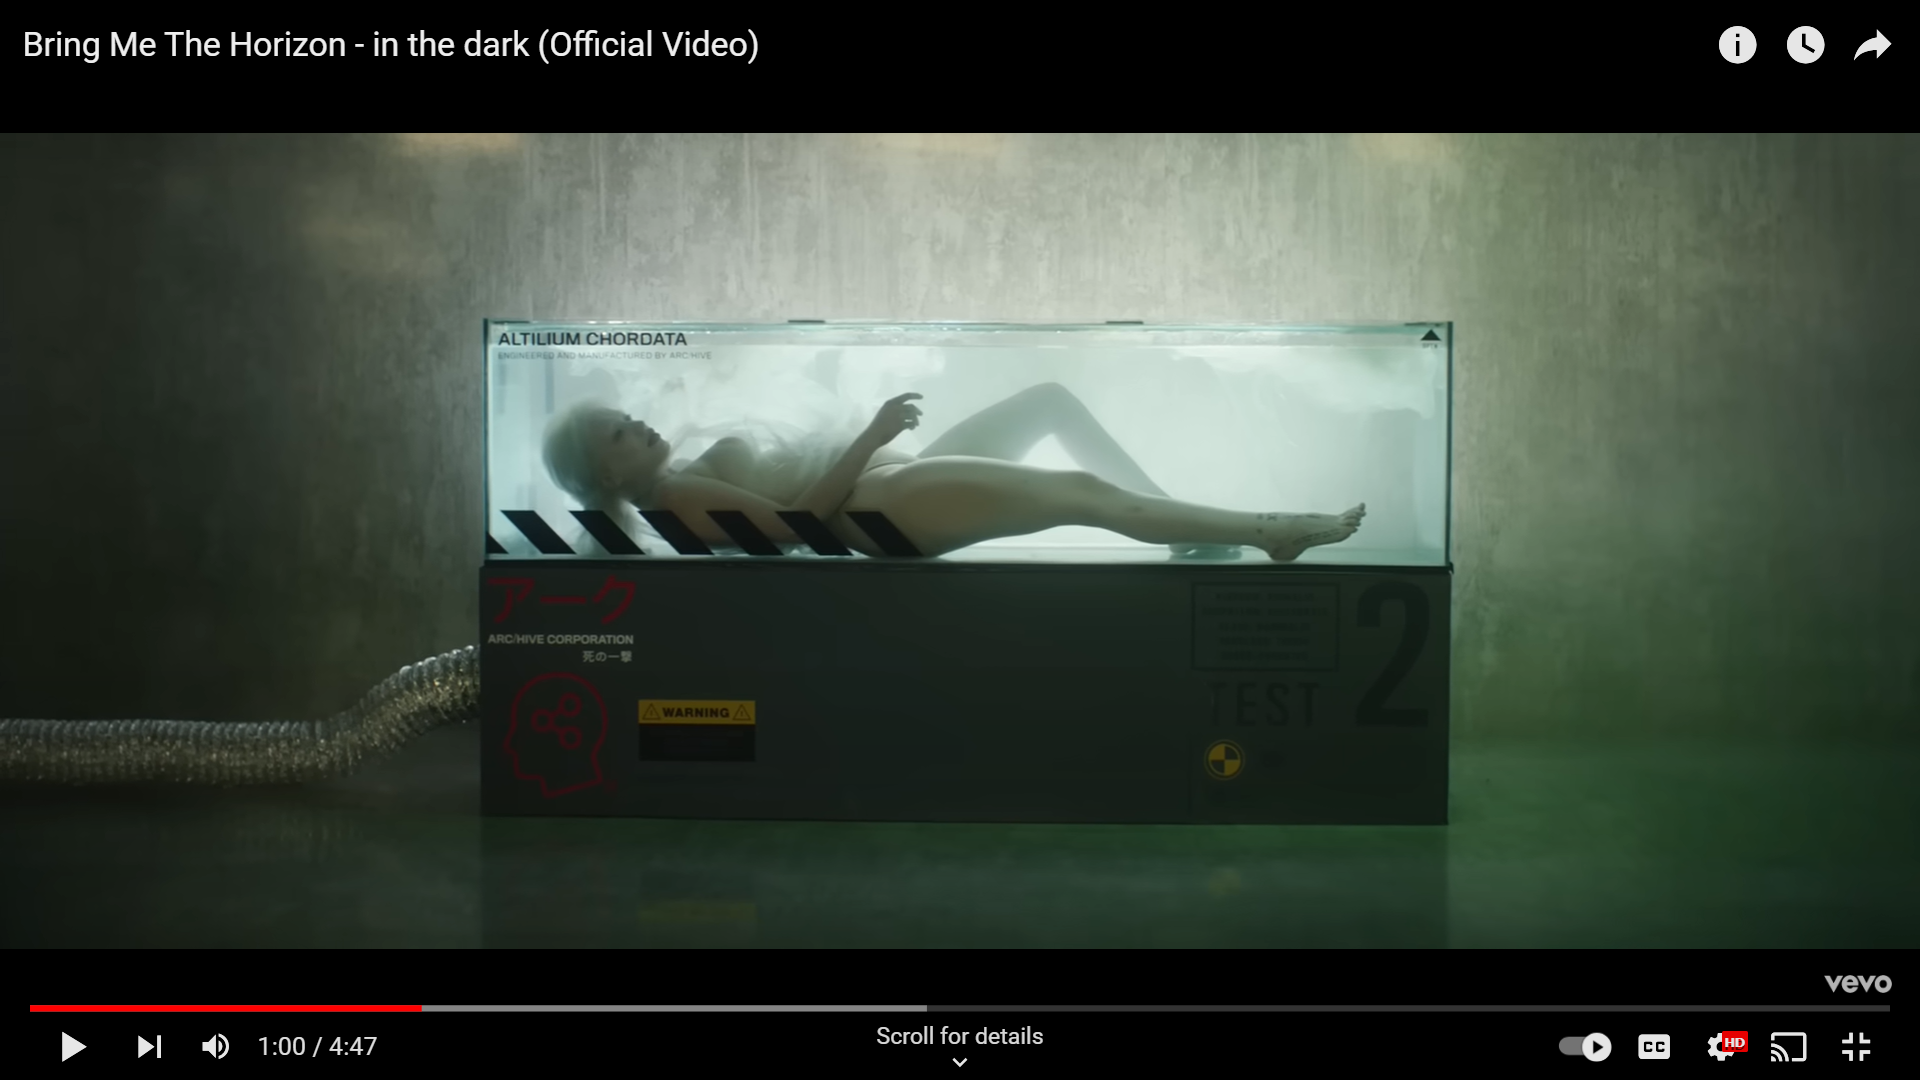 Bring Me The Horizon - in the dark (Official Video)
ALTILIUM CHORDATA
ENGINEERED AND MANUFACTURED BY ARC/HIVE
アーク
ARC/HIVE CORPORATION
死の一撃
WARNING
TEST
2
vevo
1:00 / 4:47
Scroll for details
CC
HD